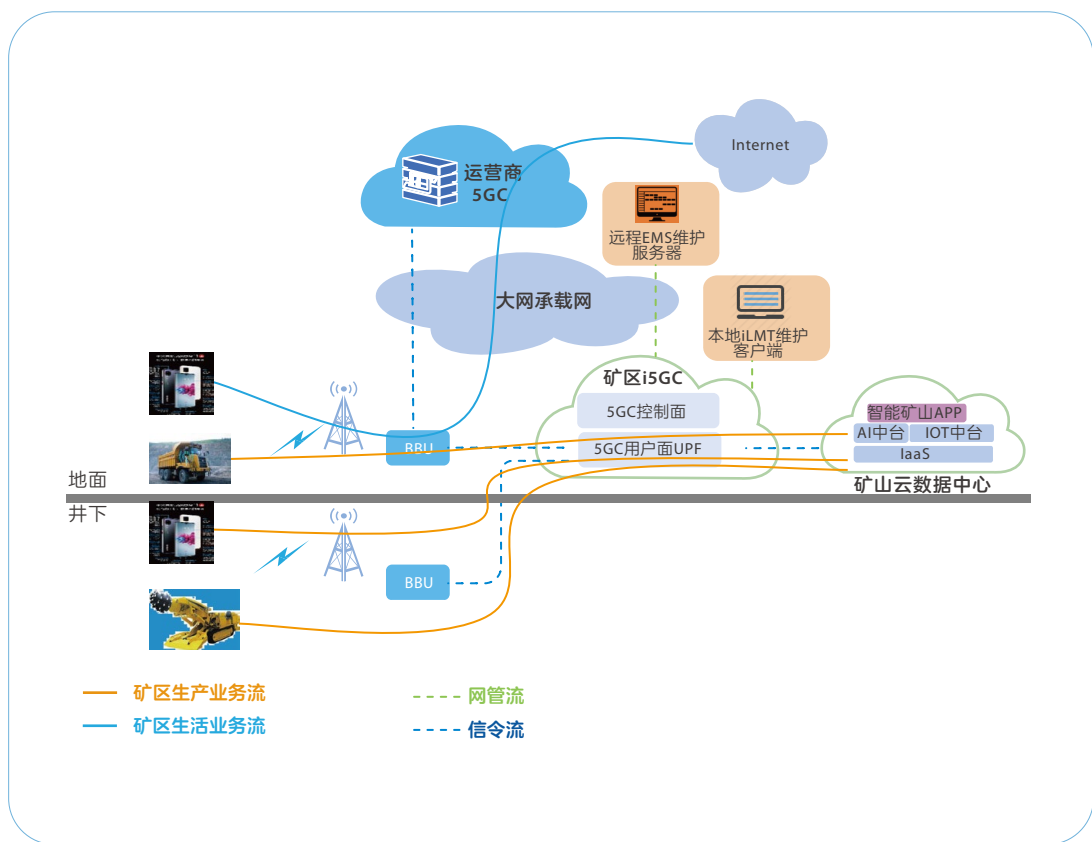 Internet
运营商
5GC
远程EMS维护
服务器
大网承载网
本地iLMT维护
客户端
矿区i5GC
5GC控制面
5GC用户面UPF
智能矿山APP
AI中台
IOT中台
IaaS
矿山云数据中心
BBU
地面
井下
BBU
矿区生产业务流
网管流
矿区生活业务流
信令流